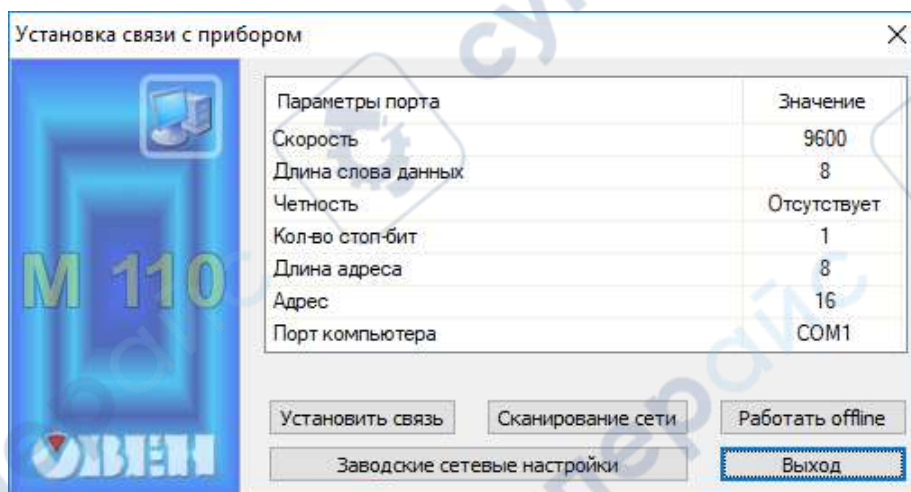 Установка связи с прибором
Параметры порта Значение
Скорость 9600
Длина слова данных 8
Четность Отсутствует
Кол-во стоп-бит 1
Длина адреса 8
Адрес 16
Порт компьютера COM1
М 110
ОВЕН
Установить связь Сканирование сети Работать offline
Заводские сетевые настройки Выход